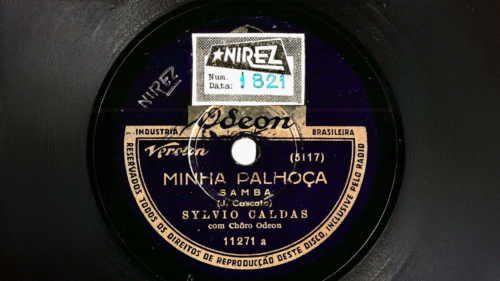 ★NIREZ
Num.
Data: 1821
NIREZ
Odeon
INDUSTRIA BRASILEIRA
(5117)
MINHA PALHOÇA
SAMBA
(J. Cascata)
SYLVIO CALDAS
com Chôro Odeon
11271 a
RESERVADOS TODOS OS DIREITOS DE REPRODUCÇÃO DESTE DISCO, INCLUSIVE PELO RADIO